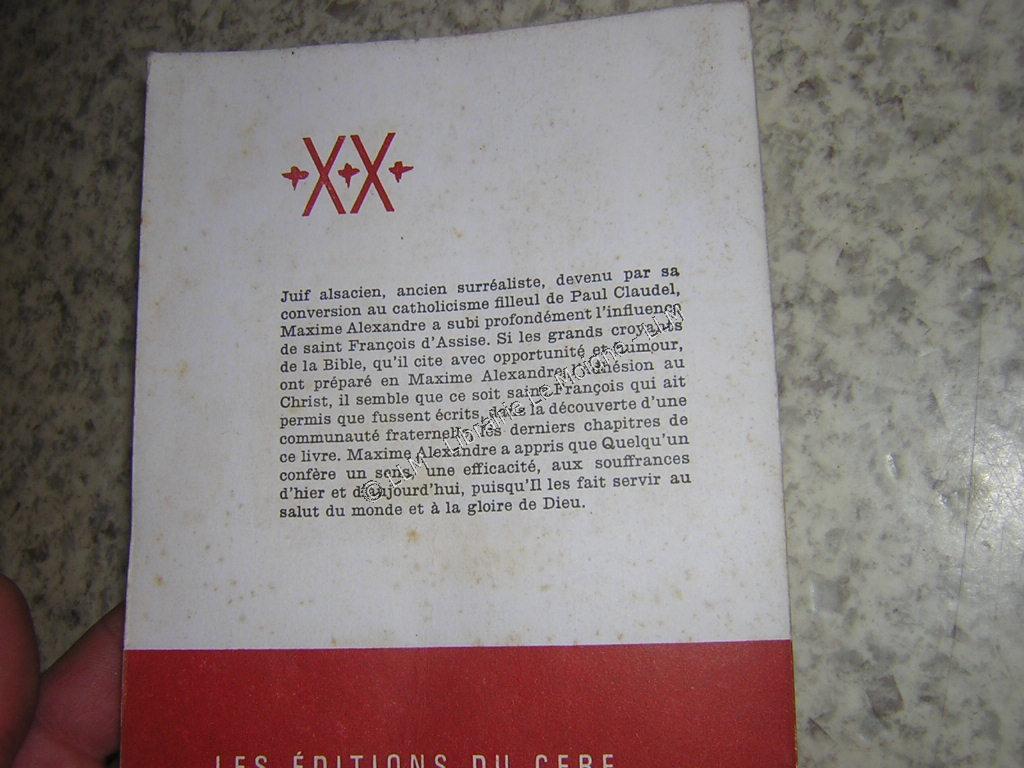 XX
Juif alsacien, ancien surréaliste, devenu par sa
conversion au catholicisme filleul de Paul Claudel,
Maxime Alexandre a subi profondément l'influence
de saint François d'Assise. Si les grands croyants
de la Bible, qu'il cite avec opportunité et humour,
ont préparé en Maxime Alexandre l'adhésion au
Christ, il semble que ce soit saint François qui ait
permis que fussent écrits, dans la découverte d'une
communauté fraternelle, les derniers chapitres de
ce livre. Maxime Alexandre a appris que Quelqu'un
confère un sens, une efficacité, aux souffrances
d'hier et d'aujourd'hui, puisqu'Il les fait servir au
salut du monde et à la gloire de Dieu.
© LLM - Librairie Le Moigne - LLM
LES ÉDITIONS DU CERF